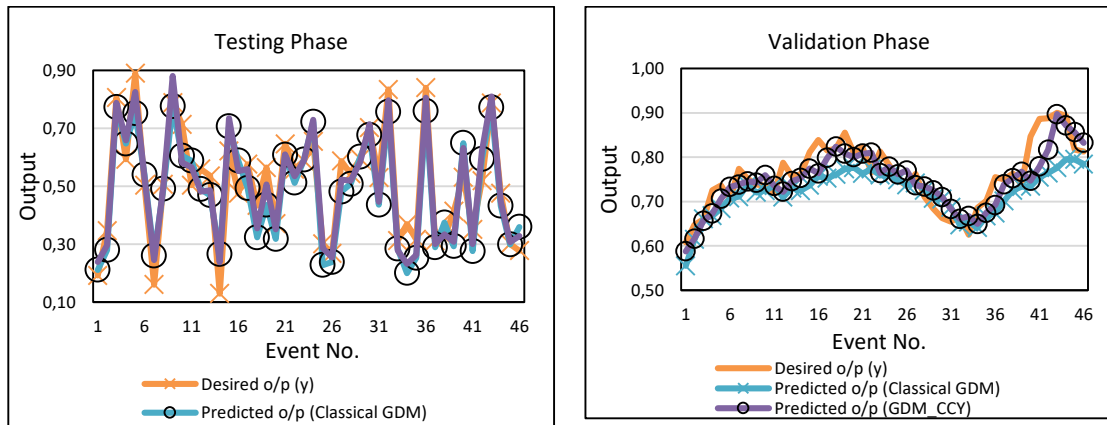 Testing Phase
0,90
0,70
0,50
0,30
0,10
Output
1 6 11 16 21 26 31 36 41 46
Event No.
Desired o/p (y)
Predicted o/p (Classical GDM)
Validation Phase
1,00
0,90
0,80
0,70
0,60
0,50
Output
1 6 11 16 21 26 31 36 41 46
Event No.
Desired o/p (y)
Predicted o/p (Classical GDM)
Predicted o/p (GDM_CCY)